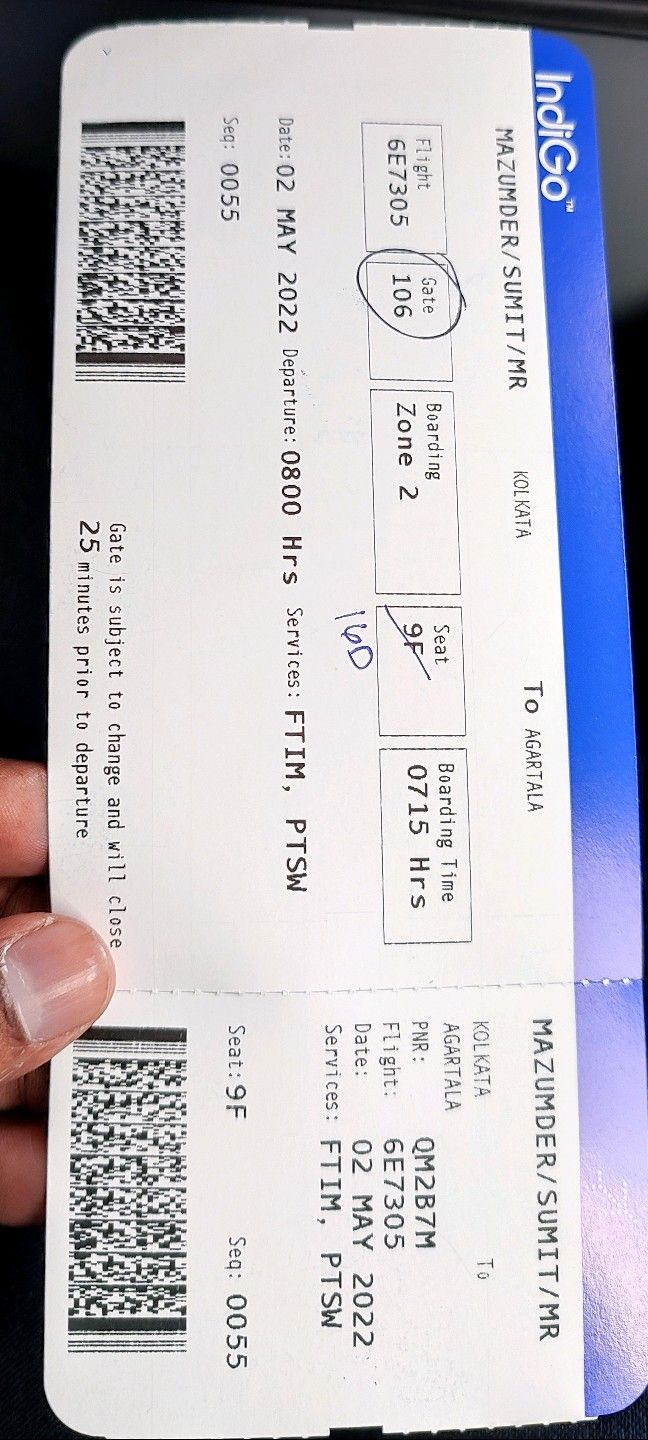 IndiGo™
MAZUMDER/SUMIT/MR KOLKATA To AGARTALA
Flight Gate Boarding Seat Boarding Time
6E7305 106 Zone 2 9F 0715 Hrs
16D
Date: 02 MAY 2022 Departure: 0800 Hrs Services: FTIM, PTSW
Seq: 0055
Gate is subject to change and will close
25 minutes prior to departure
MAZUMDER/SUMIT/MR
KOLKATA To
AGARTALA
PNR: QM2B7M
Flight: 6E7305
Date: 02 MAY 2022
Services: FTIM, PTSW
Seat: 9F Seq: 0055